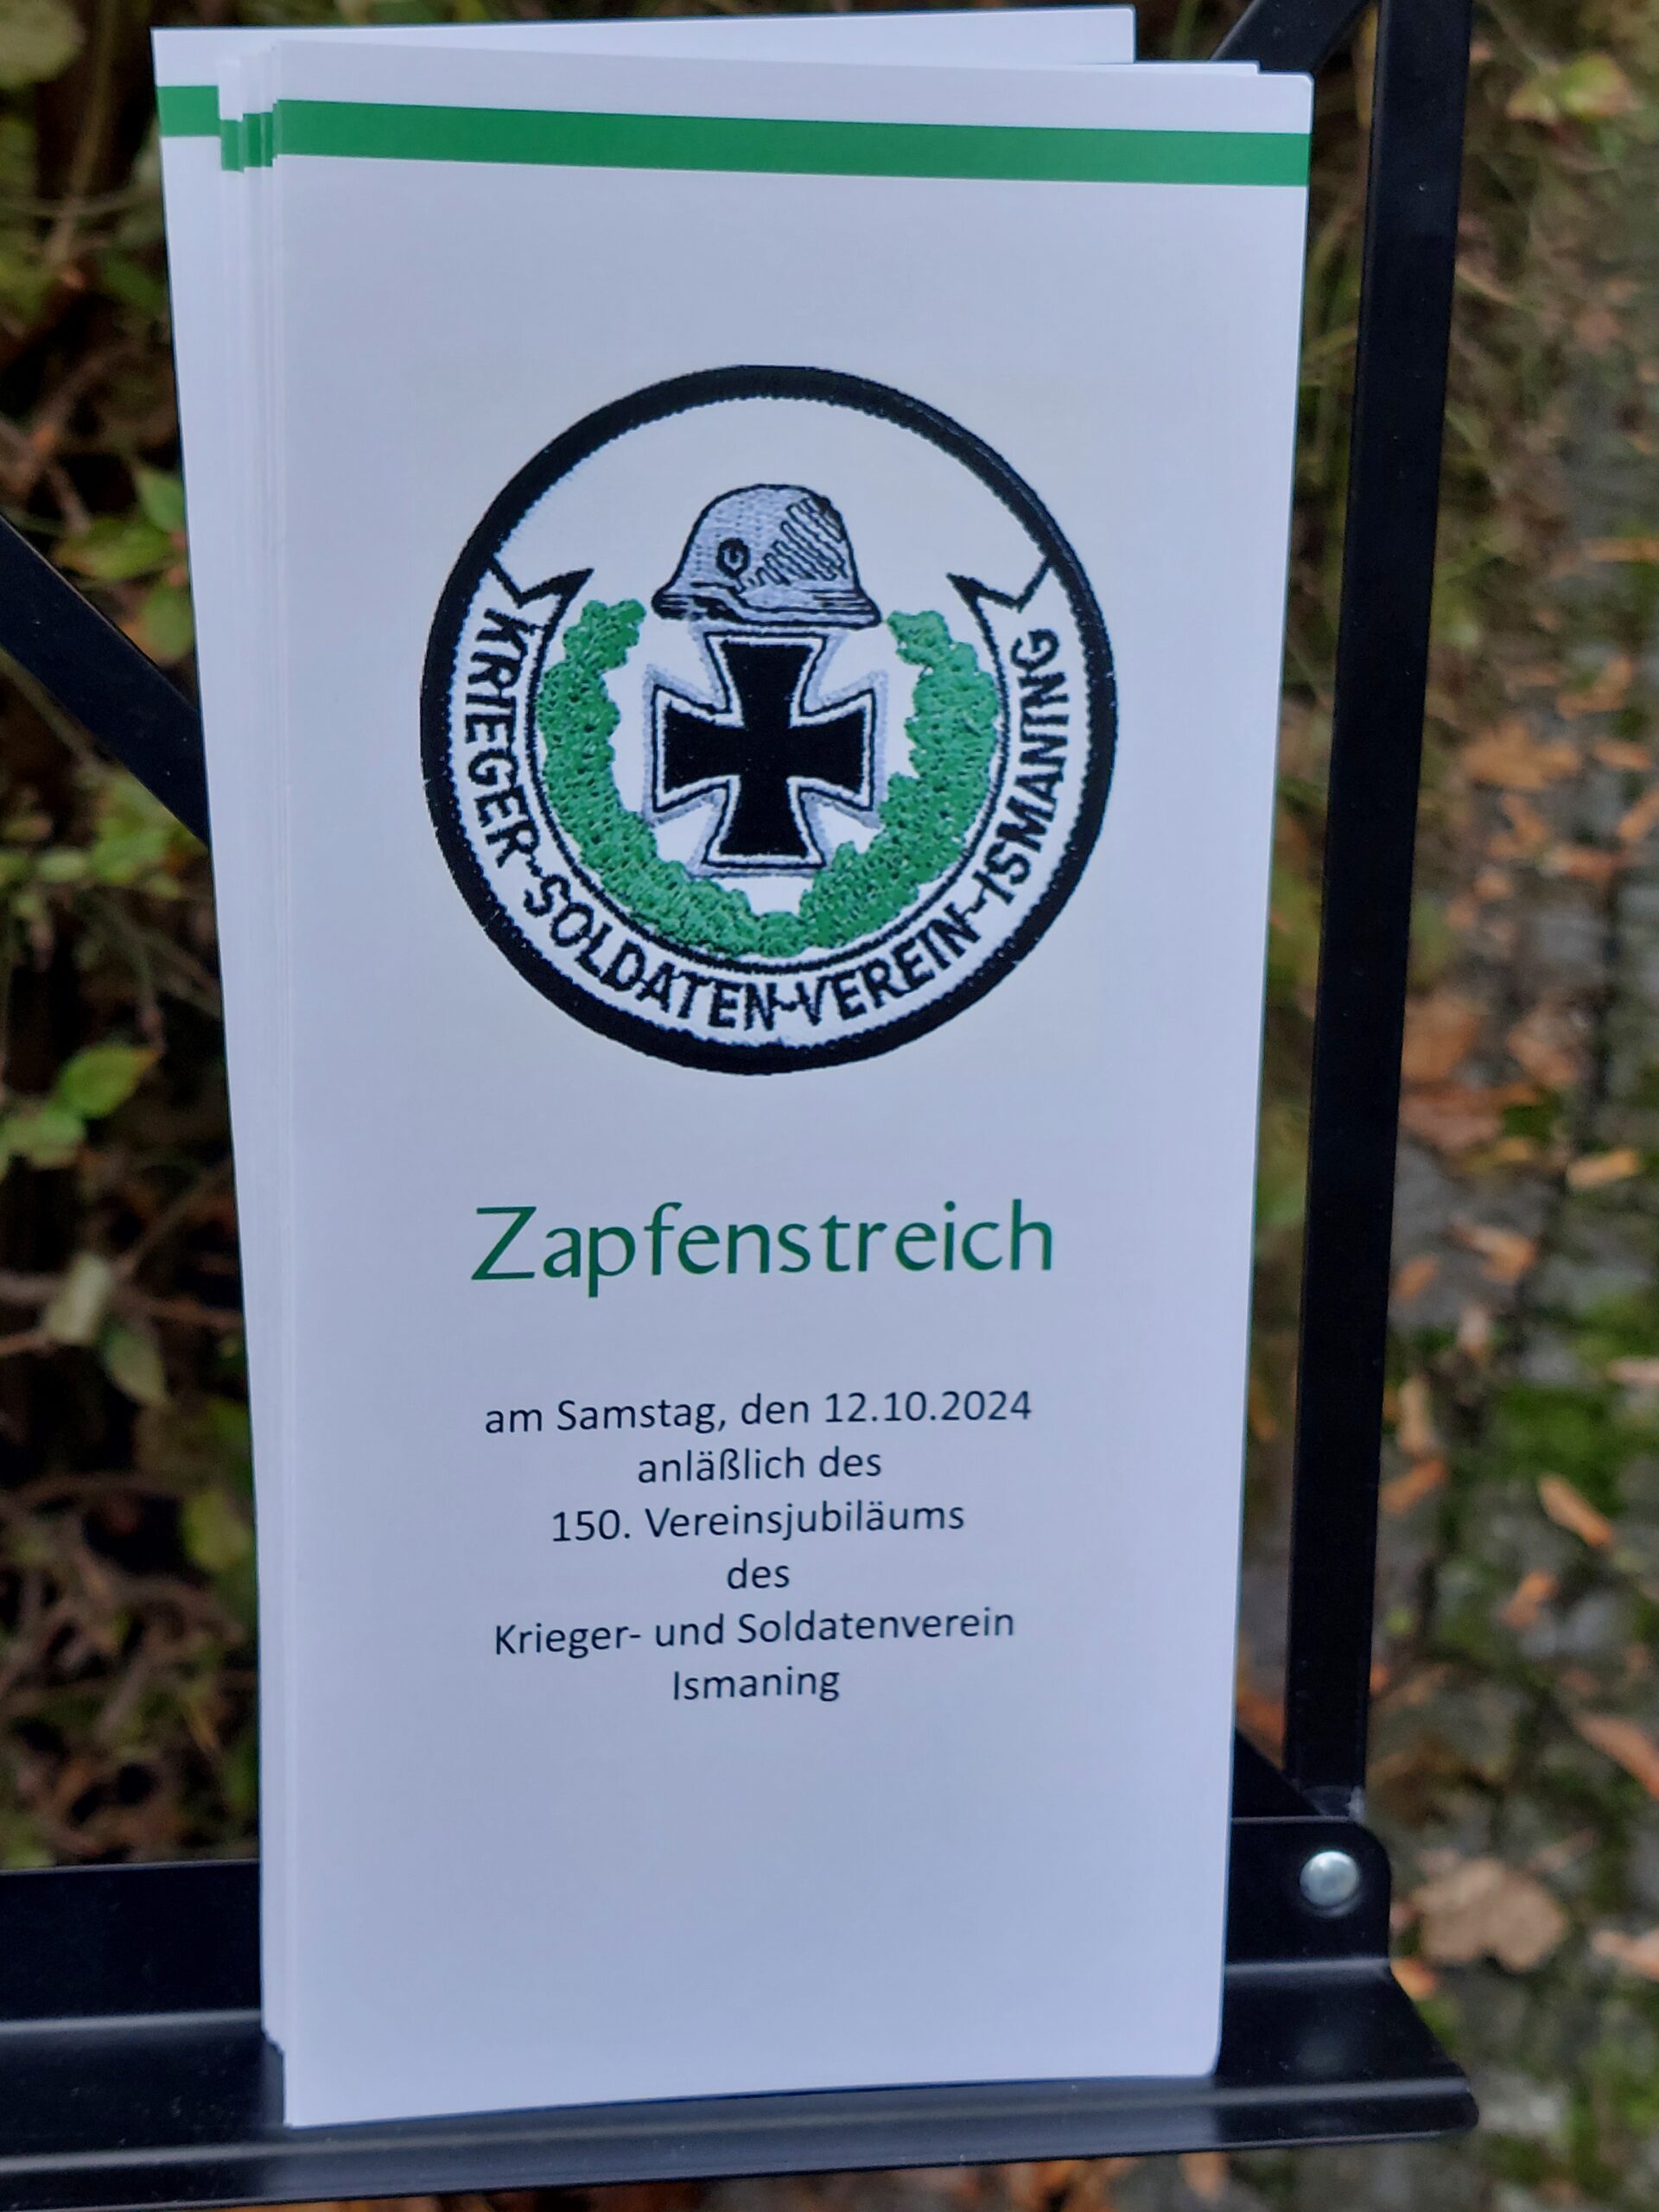 KRIEGER-SOLDATEN-VEREIN-ISMANING
Zapfenstreich
am Samstag, den 12.10.2024
anläßlich des
150. Vereinsjubiläums
des
Krieger- und Soldatenverein
Ismaning